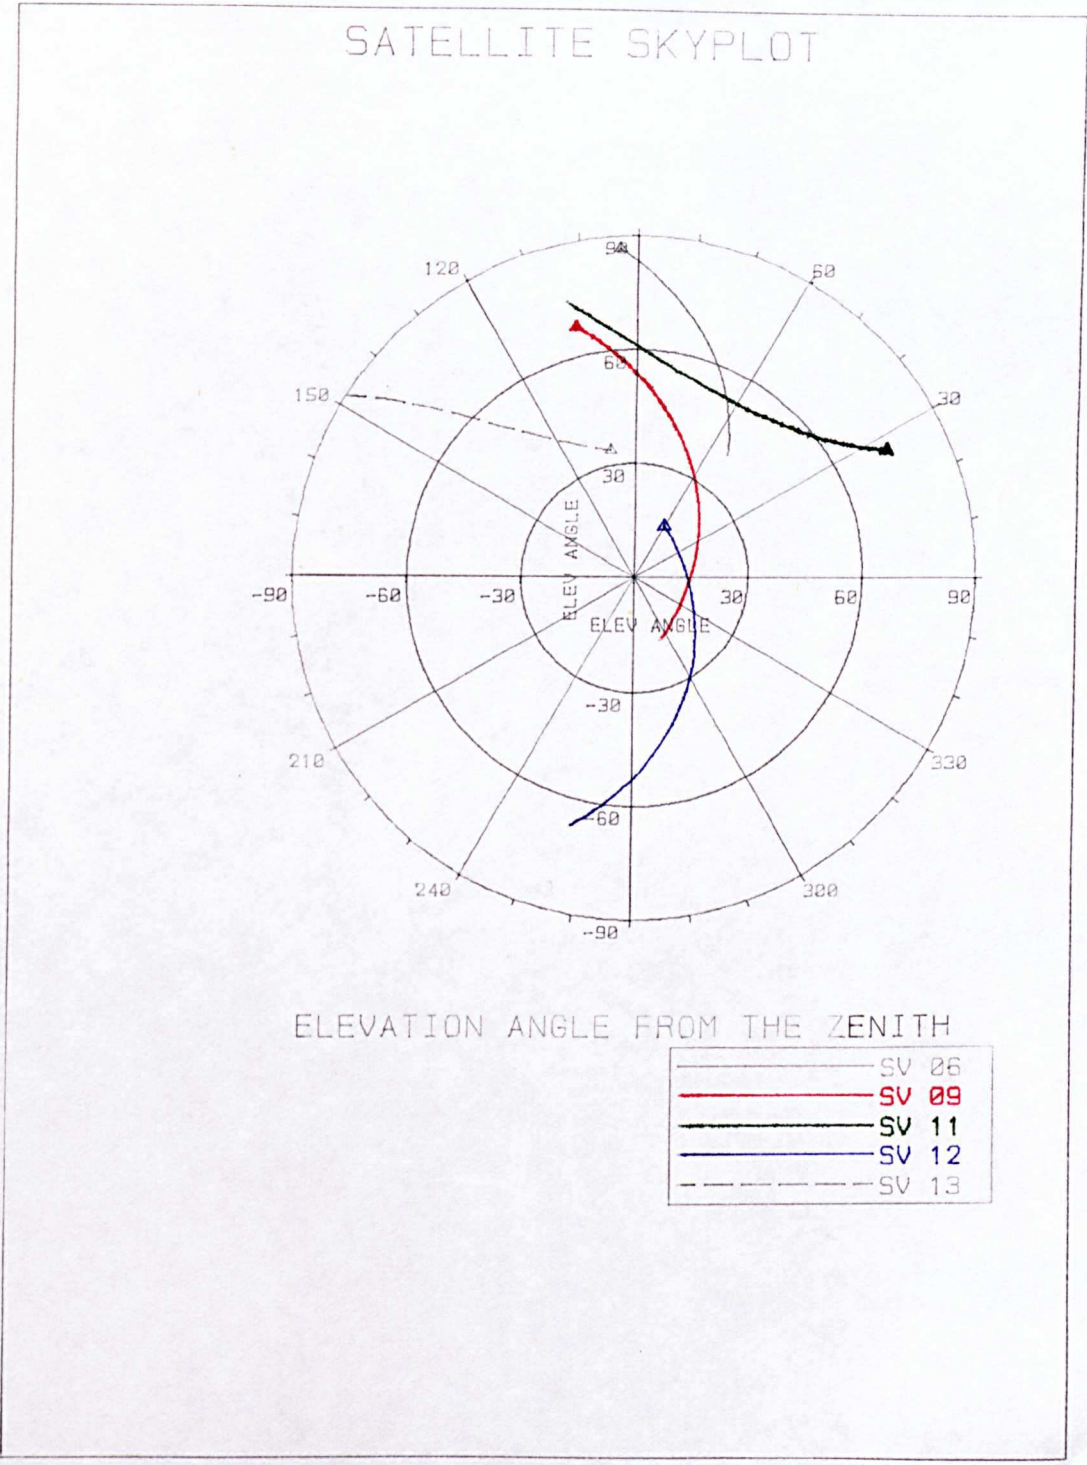 SATELLITE SKYPLOT
90
120
60
60
150
30
30
ELEV ANGLE
-90
-60
-30
30
60
90
ELEV ANGLE
-30
210
330
-60
240
300
-90
ELEVATION ANGLE FROM THE ZENITH
SV 06
SV 09
SV 11
SV 12
SV 13